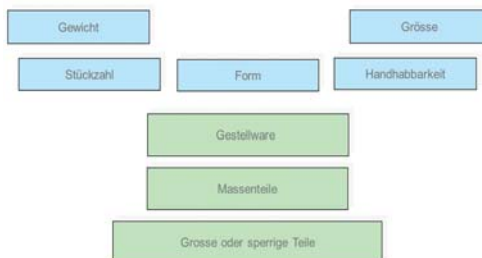 Gewicht
Grösse
Stückzahl
Form
Handhabbarkeit
Gestellware
Massenteile
Grosse oder sperrige Teile